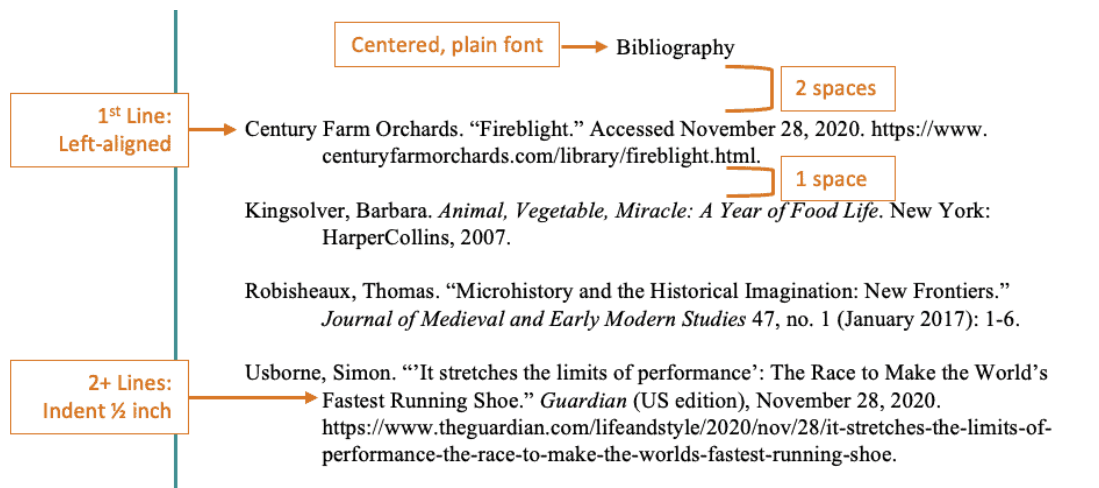 Centered, plain font
Bibliography
2 spaces
1st Line:
Left-aligned
Century Farm Orchards. “Fireblight.” Accessed November 28, 2020. https://www.
centuryfarmorchards.com/library/fireblight.html.
1 space
Kingsolver, Barbara. Animal, Vegetable, Miracle: A Year of Food Life. New York:
HarperCollins, 2007.
Robisheaux, Thomas. “Microhistory and the Historical Imagination: New Frontiers.”
Journal of Medieval and Early Modern Studies 47, no. 1 (January 2017): 1-6.
2+ Lines:
Indent ½ inch
Usborne, Simon. “’It stretches the limits of performance’: The Race to Make the World’s
Fastest Running Shoe.” Guardian (US edition), November 28, 2020.
https://www.theguardian.com/lifeandstyle/2020/nov/28/it-stretches-the-limits-of-
performance-the-race-to-make-the-worlds-fastest-running-shoe.